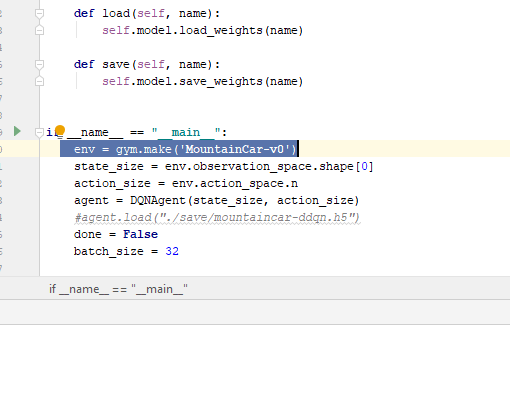 def load(self, name):
self.model.load_weights(name)
def save(self, name):
self.model.save_weights(name)
if __name__ == "__main__":
env = gym.make('MountainCar-v0')
state_size = env.observation_space.shape[0]
action_size = env.action_space.n
agent = DQNAgent(state_size, action_size)
#agent.load("./save/mountaincar-ddqn.h5")
done = False
batch_size = 32
if __name__ == "__main__"